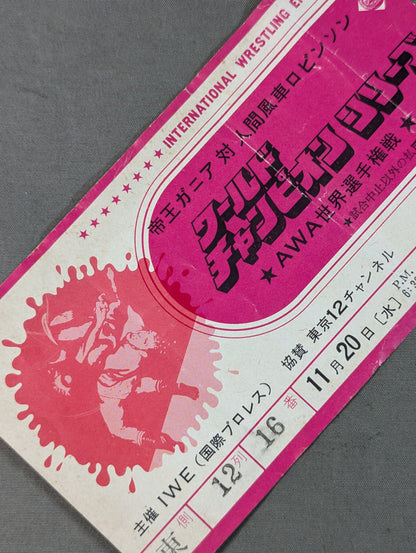 ★★★★★★★★ INTERNATIONAL WRESTLING
帝王ガニア対人間風車ロビンソン
ワールド
チャンピオンシリーズ
★AWA世界選手権戦★
★試合中止以外の
主催 IWE（国際プロレス） 協賛 東京12チャンネル
11月20日［水］ P.M.
東 側 12 列 16 番